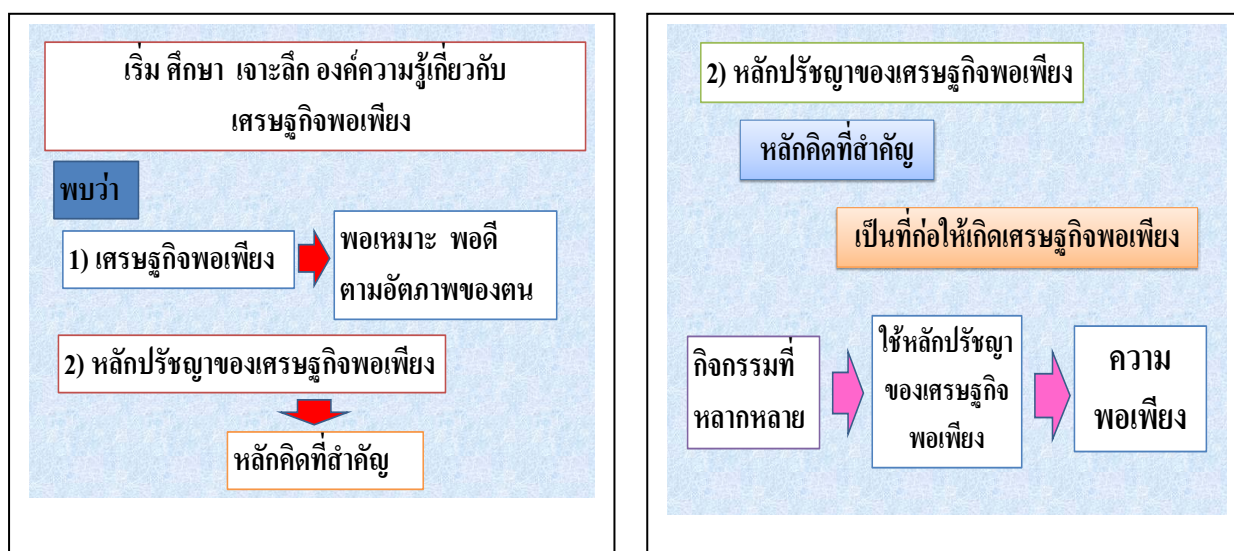 เริ่ม ศึกษา เจาะลึก องค์ความรู้เกี่ยวกับ
เศรษฐกิจพอเพียง
พบว่า
1) เศรษฐกิจพอเพียง
พอเหมาะ พอดี
ตามอัตภาพของตน
2) หลักปรัชญาของเศรษฐกิจพอเพียง
หลักคิดที่สำคัญ
2) หลักปรัชญาของเศรษฐกิจพอเพียง
หลักคิดที่สำคัญ
เป็นที่ก่อให้เกิดเศรษฐกิจพอเพียง
กิจกรรมที่
หลากหลาย
ใช้หลักปรัชญา
ของเศรษฐกิจ
พอเพียง
ความ
พอเพียง